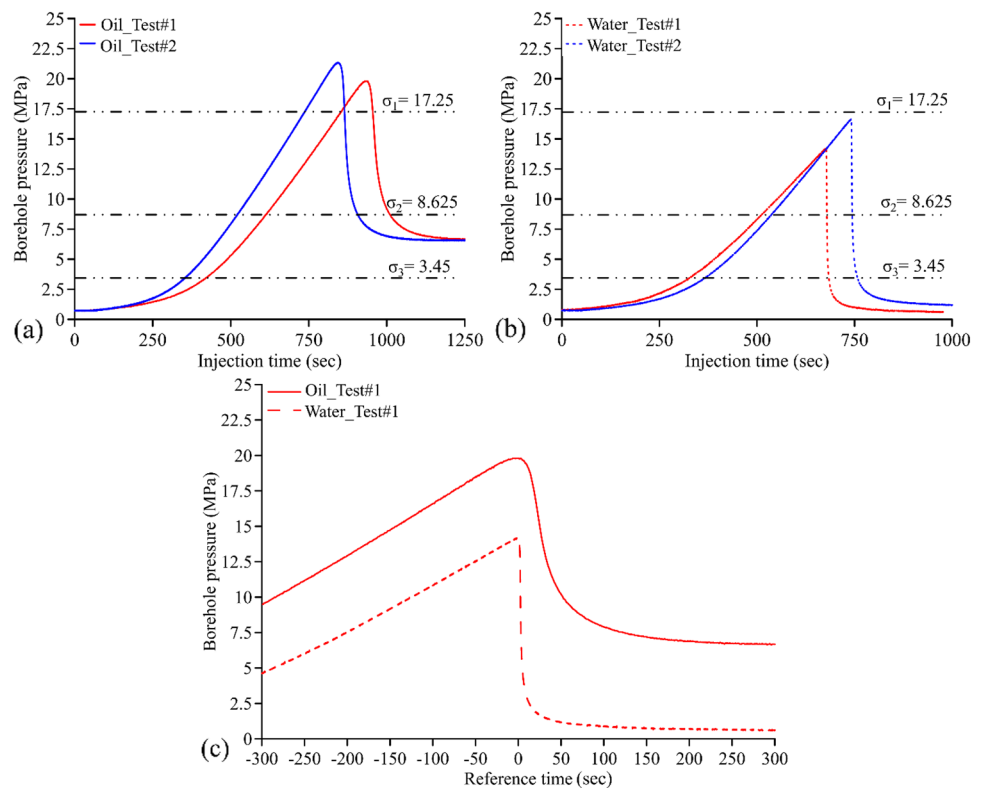 Oil_Test#1
Oil_Test#2
25
22.5
20
17.5
15
12.5
10
7.5
5
2.5
0
Borehole pressure (MPa)
σ1= 17.25
σ2= 8.625
σ3= 3.45
0 250 500 750 1000 1250
Injection time (sec)
(a)
Water_Test#1
Water_Test#2
25
22.5
20
17.5
15
12.5
10
7.5
5
2.5
0
Borehole pressure (MPa)
σ1= 17.25
σ2= 8.625
σ3= 3.45
0 250 500 750 1000
Injection time (sec)
(b)
Oil_Test#1
Water_Test#1
25
22.5
20
17.5
15
12.5
10
7.5
5
2.5
0
Borehole pressure (MPa)
(c)
-300 -250 -200 -150 -100 -50 0 50 100 150 200 250 300
Reference time (sec)